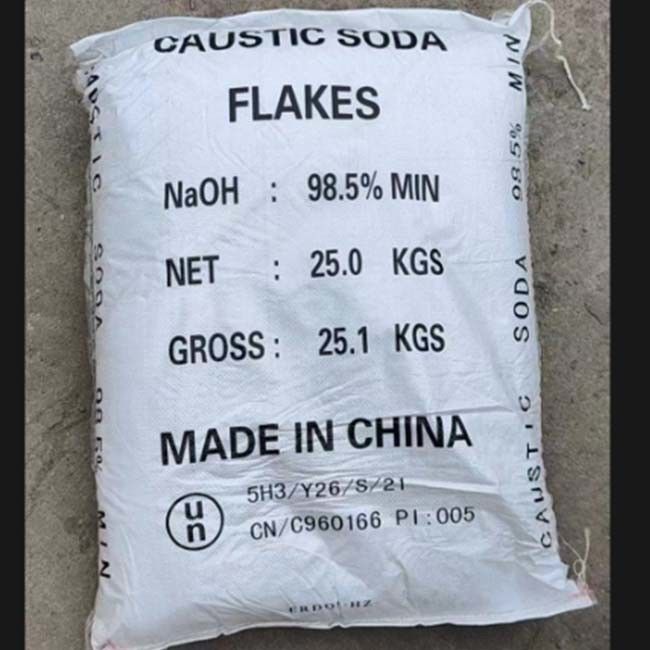 CAUSTIC SODA
FLAKES
NaOH : 98.5% MIN
NET : 25.0 KGS
GROSS : 25.1 KGS
MADE IN CHINA
un
5H3/Y26/S/21
CN/C960166 PI:005
CAUSTIC SODA 98.5% MIN
CAUSTIC SODA 98.5% MIN